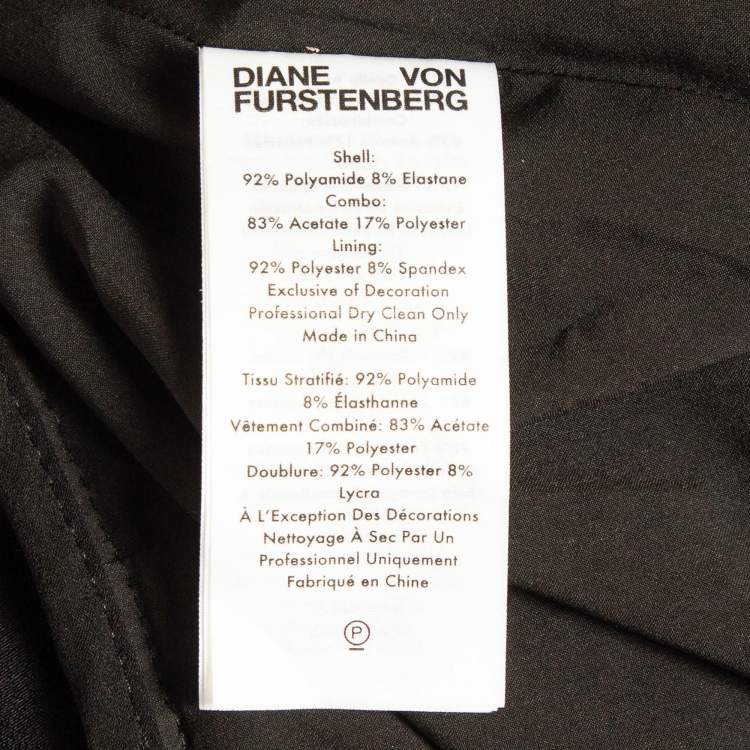 DIANE VON
FURSTENBERG
Shell:
92% Polyamide 8% Elastane
Combo:
83% Acetate 17% Polyester
Lining:
92% Polyester 8% Spandex
Exclusive of Decoration
Professional Dry Clean Only
Made in China
Tissu Stratifié: 92% Polyamide
8% Élasthanne
Vêtement Combiné: 83% Acétate
17% Polyester
Doublure: 92% Polyester 8%
Lycra
À L'Exception Des Décorations
Nettoyage À Sec Par Un
Professionnel Uniquement
Fabriqué en Chine
P